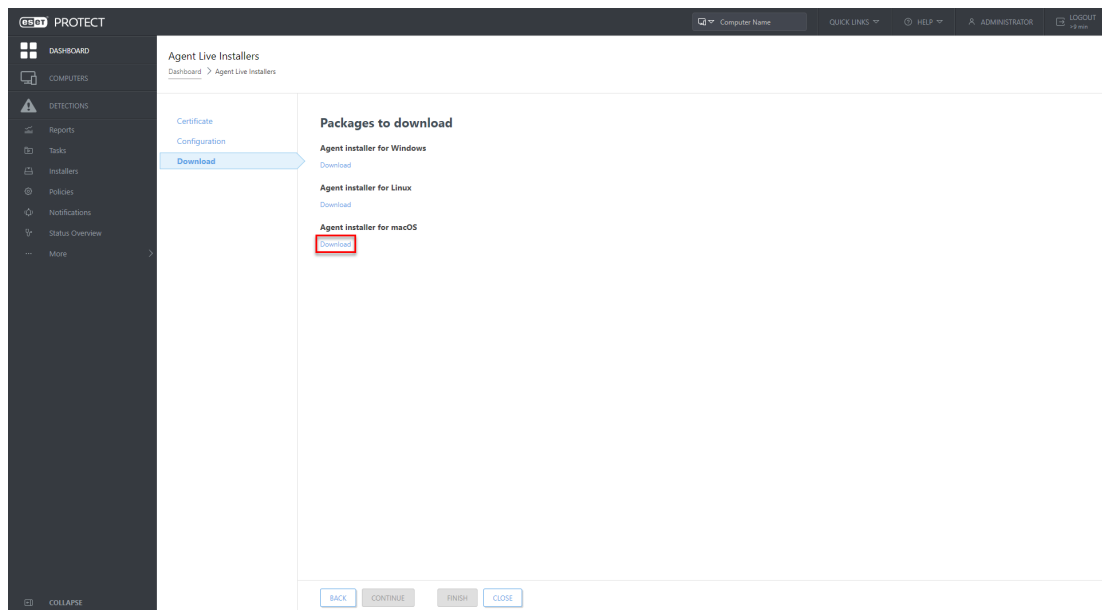 eset PROTECT
Computer Name
QUICK LINKS
HELP
ADMINISTRATOR
LOGOUT
>9 min
DASHBOARD
COMPUTERS
DETECTIONS
Reports
Tasks
Installers
Policies
Notifications
Status Overview
More
COLLAPSE
Agent Live Installers
Dashboard > Agent Live Installers
Certificate
Configuration
Download
Packages to download
Agent installer for Windows
Download
Agent installer for Linux
Download
Agent installer for macOS
Download
BACK
CONTINUE
FINISH
CLOSE